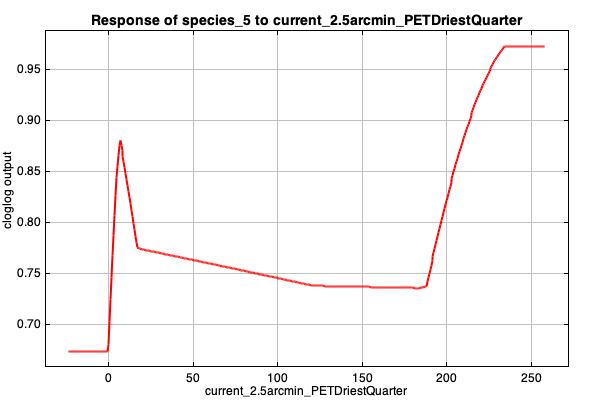 Response of species_5 to current_2.5arcmin_PETDriestQuarter
cloglog output
0.95
0.90
0.85
0.80
0.75
0.70
0 50 100 150 200 250
current_2.5arcmin_PETDriestQuarter